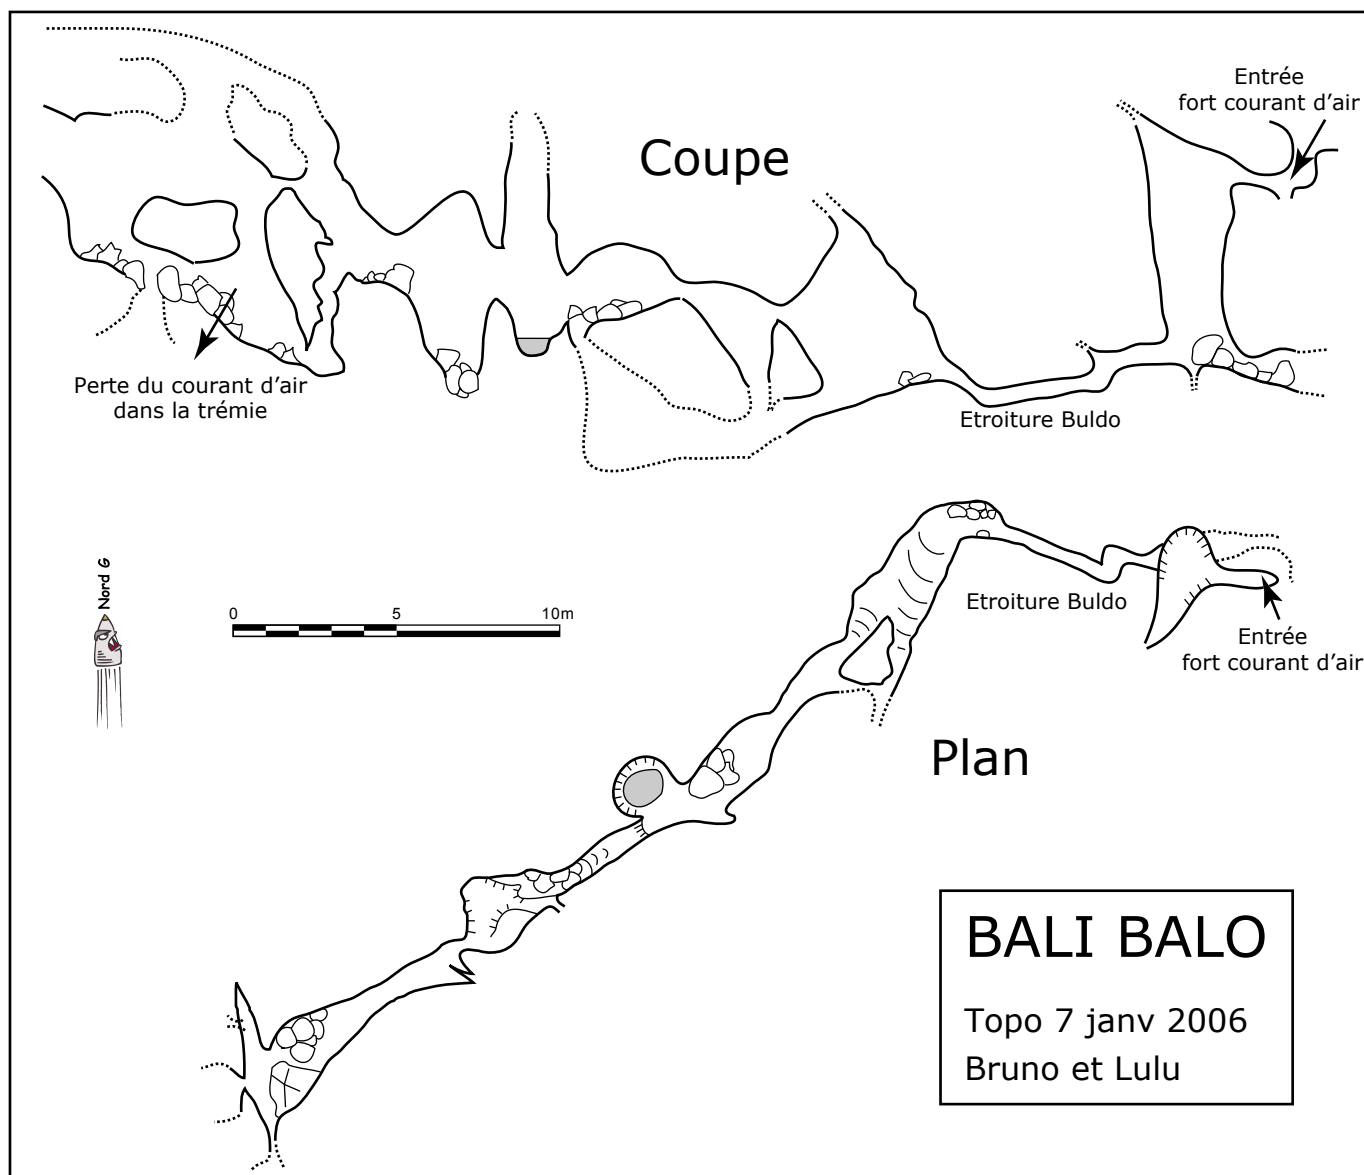 Entrée
fort courant d'air
Coupe
Perte du courant d'air
dans la trémie
Etroiture Buldo
Nord G
0 5 10m
Etroiture Buldo
Entrée
fort courant d'air
Plan
BALI BALO
Topo 7 janv 2006
Bruno et Lulu